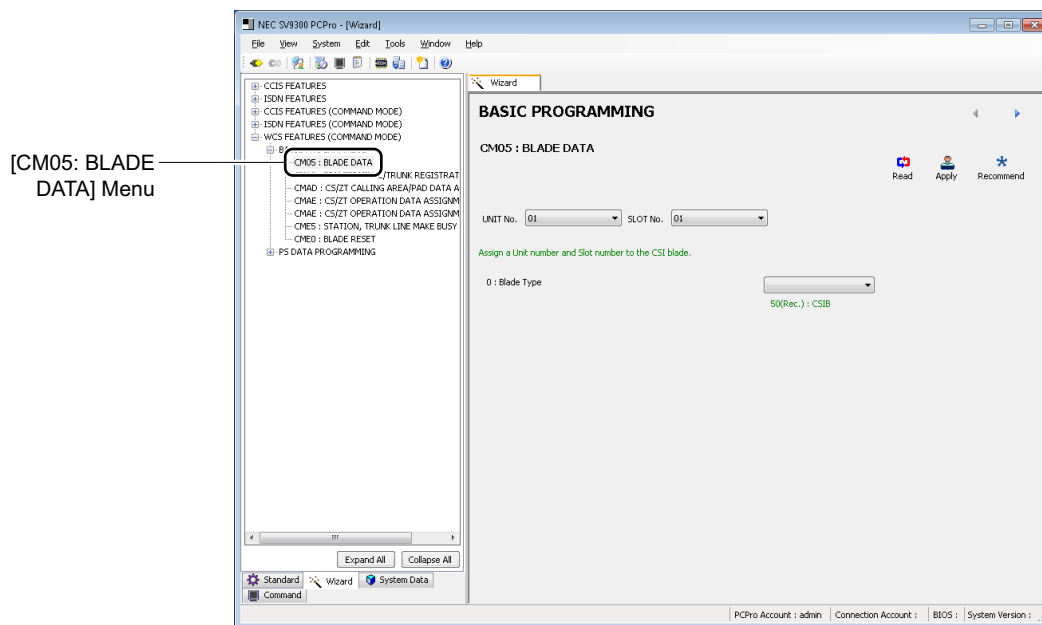 NEC SV9300 PCPro - [Wizard]
File View System Edit Tools Window Help
[CM05: BLADE
DATA] Menu
CCIS FEATURES
ISDN FEATURES
CCIS FEATURES (COMMAND MODE)
ISDN FEATURES (COMMAND MODE)
WCS FEATURES (COMMAND MODE)
CM05 : BLADE DATA
/TRUNK REGISTRAT
CMAD : CS/ZT CALLING AREA/PAD DATA A
CMAE : CS/ZT OPERATION DATA ASSIGNM
CMAE : CS/ZT OPERATION DATA ASSIGNM
CME5 : STATION, TRUNK LINE MAKE BUSY
CME0 : BLADE RESET
PS DATA PROGRAMMING
Expand All Collapse All
Standard Wizard System Data
Command
Wizard
BASIC PROGRAMMING
CM05 : BLADE DATA
Read Apply Recommend
UNIT No. 01 SLOT No. 01
Assign a Unit number and Slot number to the CSI blade.
0 : Blade Type
50(Rec.) : CSIB
PCPro Account : admin Connection Account : BIOS : System Version :